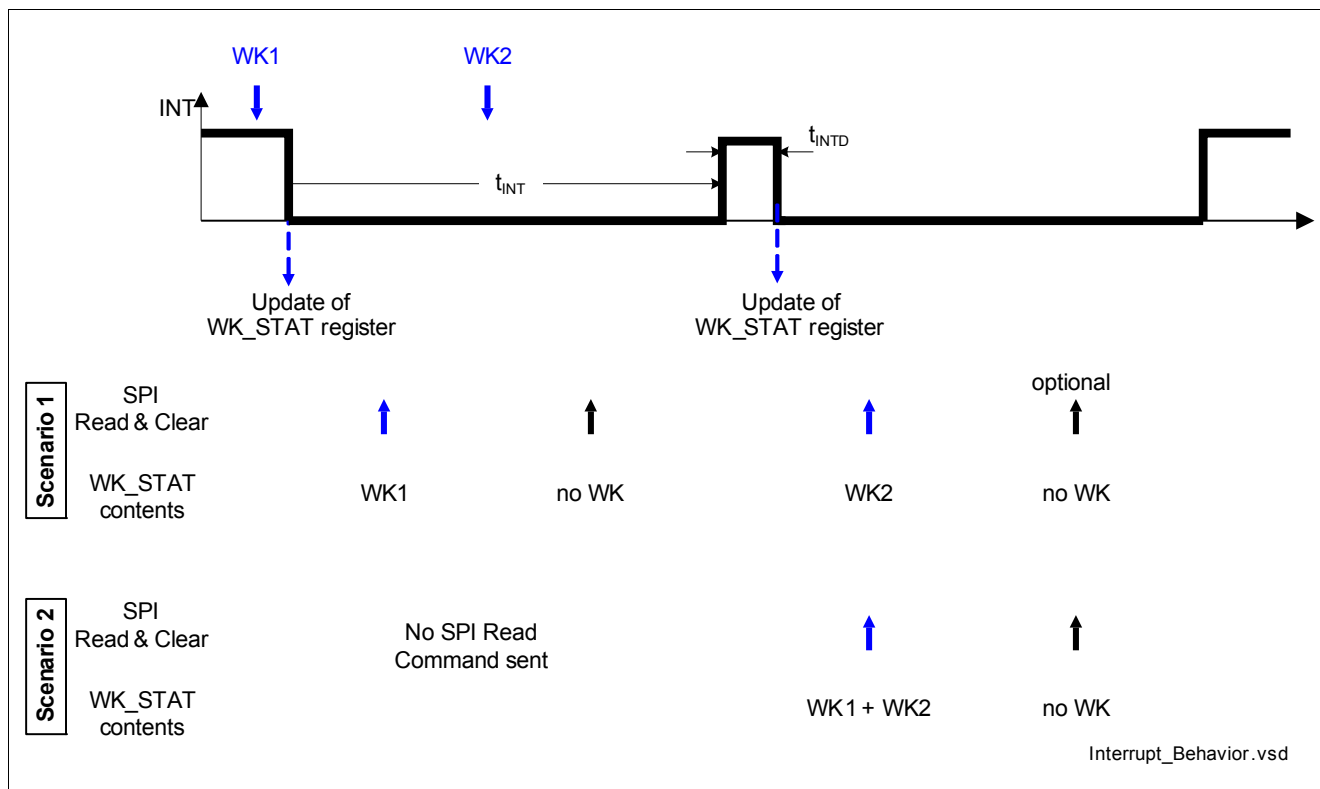 WK1
WK2
INT
tINTD
tINT
Update of
WK_STAT register
Update of
WK_STAT register
Scenario 1
SPI
Read & Clear
optional
WK_STAT
contents
WK1
no WK
WK2
no WK
Scenario 2
SPI
Read & Clear
No SPI Read
Command sent
WK_STAT
contents
WK1 + WK2
no WK
Interrupt_Behavior.vsd